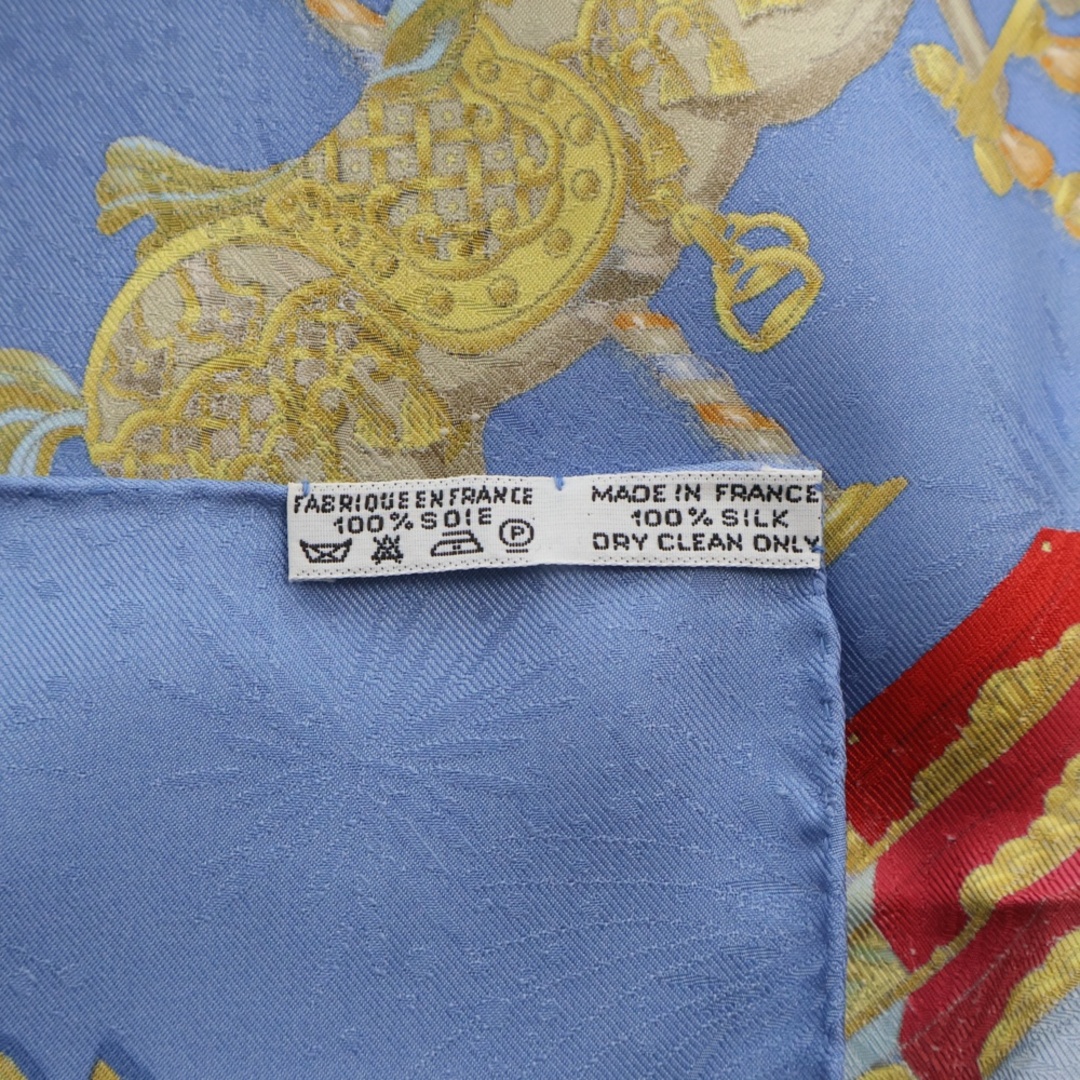 FABRIQUE EN FRANCE
100% SOIE
P
MADE IN FRANCE
100% SILK
DRY CLEAN ONLY